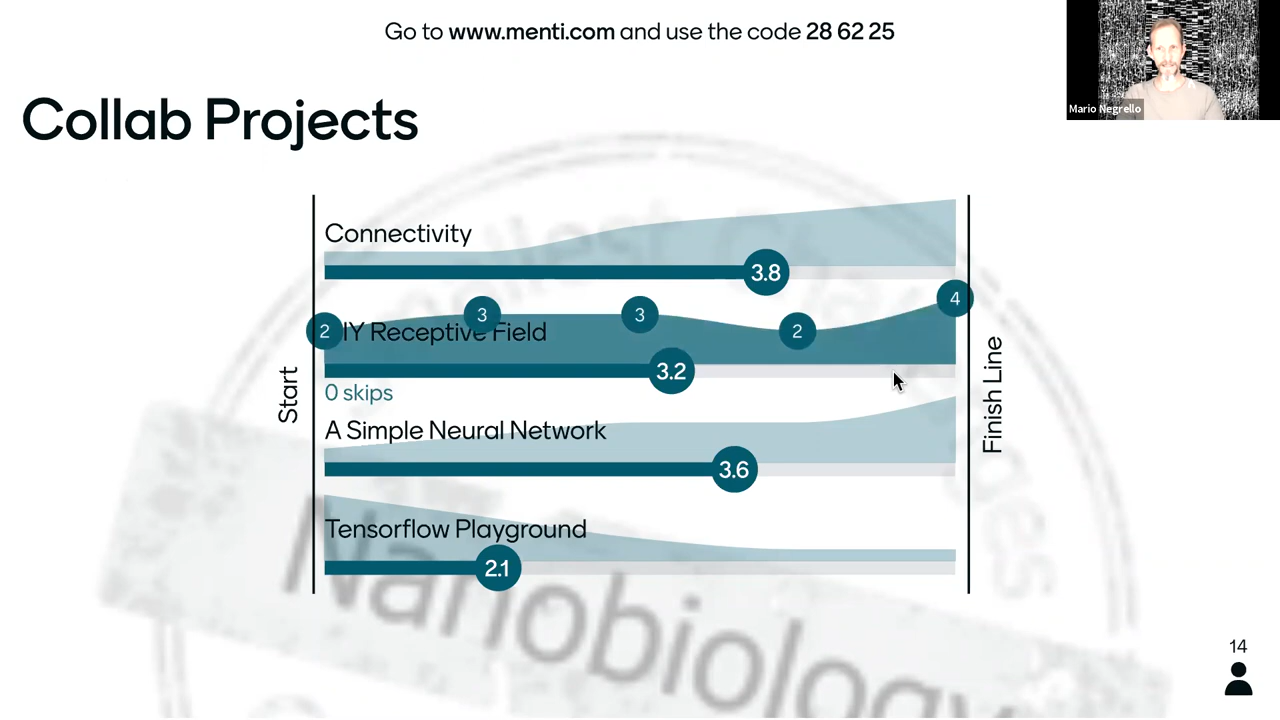 Go to www.menti.com and use the code 28 62 25
Mario Negrello
Collab Projects
Start
Finish Line
Connectivity
3.8
2
3
3
2
4
IY Receptive Field
3.2
0 skips
A Simple Neural Network
3.6
Tensorflow Playground
2.1
Nanobiology
14